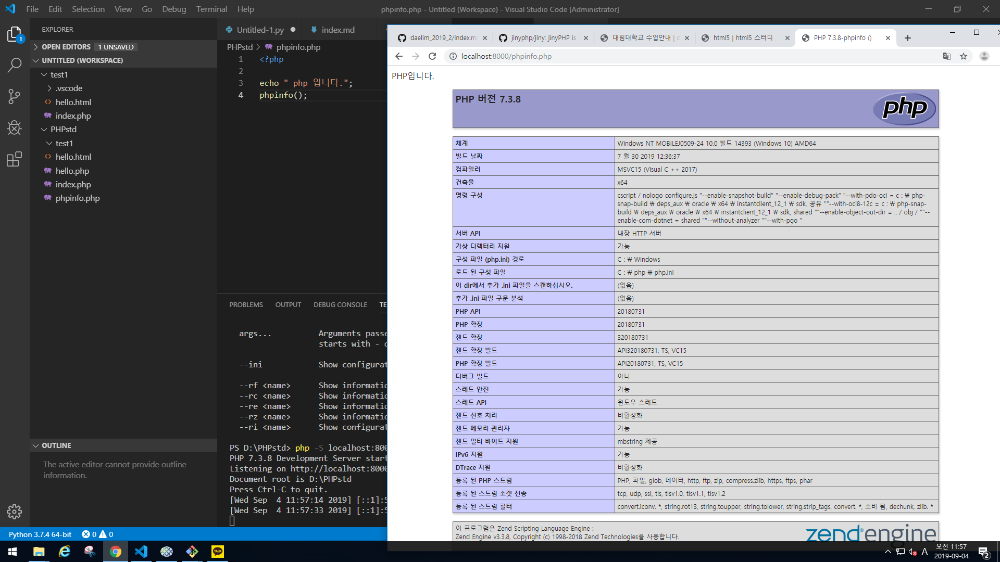 File Edit Selection View Go Debug Terminal Help
phpinfo.php - Untitled (Workspace) - Visual Studio Code [Administrator]
EXPLORER
OPEN EDITORS 1 UNSAVED
UNTITLED (WORKSPACE)
test1
.vscode
hello.html
index.php
PHPstd
test1
hello.html
hello.php
index.php
phpinfo.php
OUTLINE
The active editor cannot provide outline
information.
Untitled-1.py
index.md
PHPstd > phpinfo.php
1 <?php
2
3 echo " php 입니다.";
4 phpinfo();
PROBLEMS OUTPUT DEBUG CONSOLE TE
args... Arguments passe
starts with -
--ini Show configurat
--rf <name> Show informatio
--rc <name> Show informatio
--re <name> Show informatio
--rz <name> Show informatio
--ri <name> Show configurat
PS D:\PHPstd> php -S localhost:800
PHP 7.3.8 Development Server start
Listening on http://localhost:8000
Document root is D:\PHPstd
Press Ctrl-C to quit.
[Wed Sep  4 11:57:14 2019] [::1]:5
[Wed Sep  4 11:57:33 2019] [::1]:5
Python 3.7.4 64-bit 0 0
daelim_2019_2/index.m
jinyphp/jiny: jinyPHP is
대림대학교 수업안내 | d
html5 | html5 스터디
PHP 7.3.8-phpinfo ()
localhost:8000/phpinfo.php
PHP입니다.
PHP 버전 7.3.8
php
체계 Windows NT MOBILEJ0509-24 10.0 빌드 14393 (Windows 10) AMD64
빌드 날짜 7 월 30 2019 12:36:37
컴파일러 MSVC15 (Visual C ++ 2017)
건축물 x64
명령 구성 cscript / nologo configure.js "--enable-snapshot-build" "--enable-debug-pack" "--with-pdo-oci = c : ₩ php-
snap-build ₩ deps_aux ₩ oracle ₩ x64 ₩ instantclient_12_1 ₩ sdk, 공유 ""--with-oci8-12c = c : ₩ php-snap-
build ₩ deps_aux ₩ oracle ₩ x64 ₩ instantclient_12_1 ₩ sdk, shared ""--enable-object-out-dir = .. / obj / ""--
enable-com-dotnet = shared ""--without-analyzer ""--with-pgo "
서버 API 내장 HTTP 서버
가상 디렉터리 지원 가능
구성 파일 (php.ini) 경로 C : ₩ Windows
로드 된 구성 파일 C : ₩ php ₩ php.ini
이 dir에서 추가 .ini 파일을 스캔하십시오. (없음)
추가 .ini 파일 구문 분석 (없음)
PHP API 20180731
PHP 확장 20180731
젠드 확장 320180731
젠드 확장 빌드 API320180731, TS, VC15
PHP 확장 빌드 API20180731, TS, VC15
디버그 빌드 아니
스레드 안전 가능
스레드 API 윈도우 스레드
젠드 신호 처리 비활성화
젠드 메모리 관리자 가능
젠드 멀티 바이트 지원 mbstring 제공
IPv6 지원 가능
DTrace 지원 비활성화
등록 된 PHP 스트림 PHP, 파일, glob, 데이터, http, ftp, zip, compress.zlib, https, ftps, phar
등록 된 스트림 소켓 전송 tcp, udp, ssl, tls, tlsv1.0, tlsv1.1, tlsv1.2
등록 된 스트림 필터 convert.iconv. *, string.rot13, string.toupper, string.tolower, string.strip_tags, convert. *, 소비 됨, dechunk, zlib. *
이 프로그램은 Zend Scripting Language Engine :
Zend Engine v3.3.8, Copyright (c) 1998-2018 Zend Technologies를 사용합니다.
zend engine
TALK
A
오전 11:57
2019-09-04
2